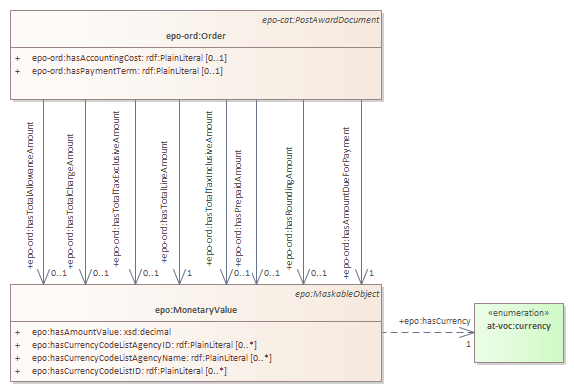 epo-cat:PostAwardDocument
epo-ord:Order
+ epo-ord:hasAccountingCost: rdf:PlainLiteral [0..1]
+ epo-ord:hasPaymentTerm: rdf:PlainLiteral [0..1]
+epo-ord:hasTotalAllowanceAmount
+epo-ord:hasTotalChargeAmount
+epo-ord:hasTotalTaxExclusiveAmount
+epo-ord:hasTotalLineAmount
+epo-ord:hasTotalTaxInclusiveAmount
+epo-ord:hasPrepaidAmount
+epo-ord:hasRoundingAmount
+epo-ord:hasAmountDueForPayment
0..1 0..1 0..1 1 0..1 0..1 0..1 1
epo:MaskableObject
epo:MonetaryValue
+ epo:hasAmountValue: xsd:decimal
+ epo:hasCurrencyCodeListAgencyID: rdf:PlainLiteral [0..*]
+ epo:hasCurrencyCodeListAgencyName: rdf:PlainLiteral [0..*]
+ epo:hasCurrencyCodeListID: rdf:PlainLiteral [0..*]
+epo:hasCurrency
1
«enumeration»
at-voc:currency